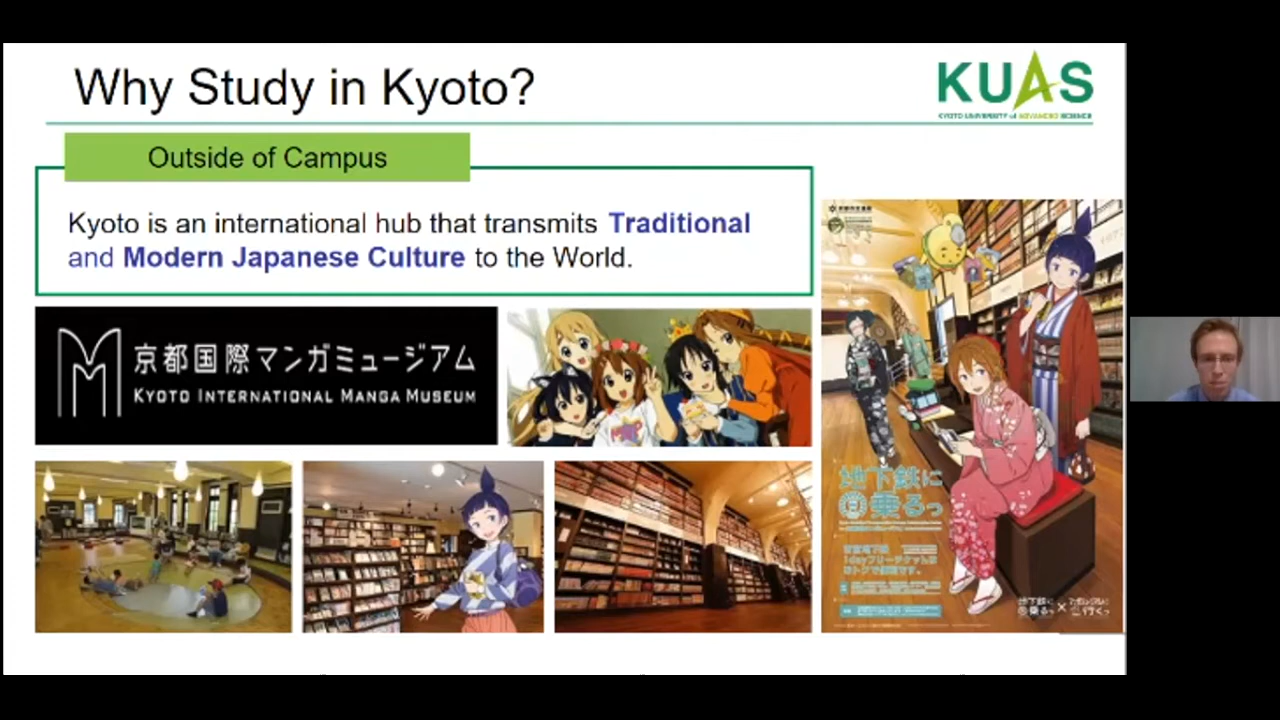 Why Study in Kyoto?
KUAS
KYOTO UNIVERSITY of ADVANCED SCIENCE
Outside of Campus
Kyoto is an international hub that transmits Traditional
and Modern Japanese Culture to the World.
京都国際マンガミュージアム
KYOTO INTERNATIONAL MANGA MUSEUM
地下鉄に
乗るっ